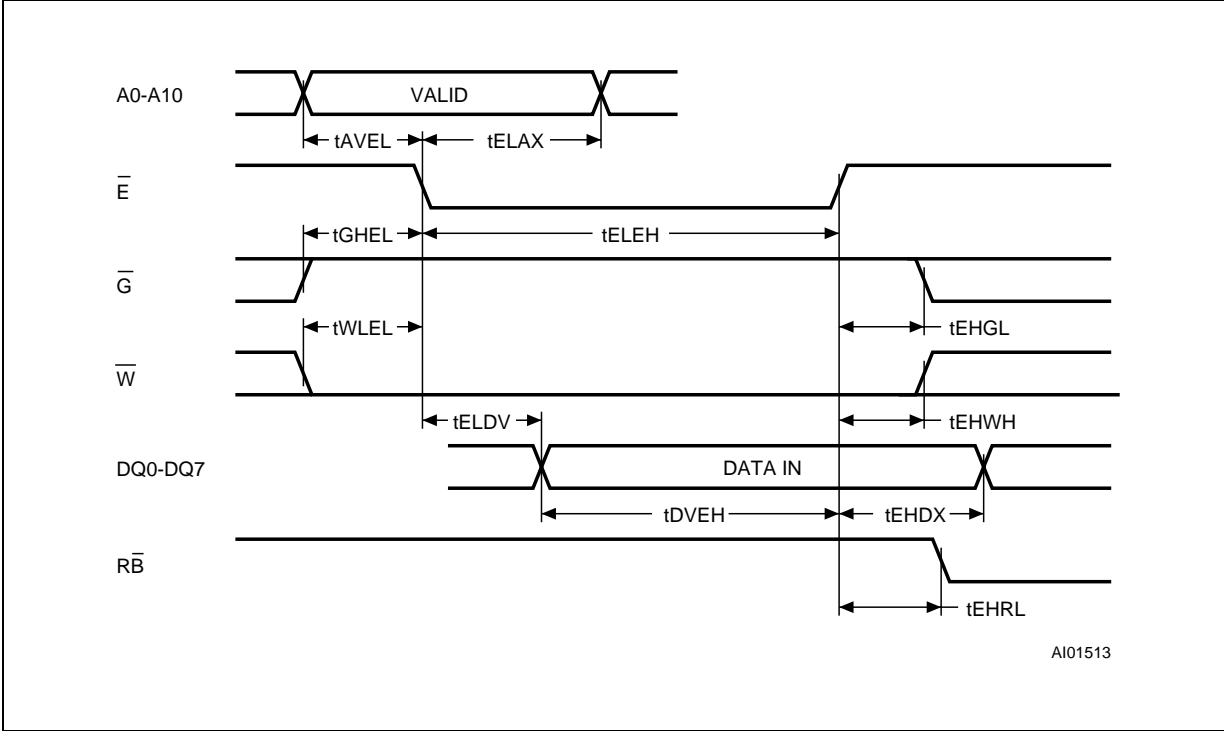 A0-A10
VALID
tAVEL
tELAX
E̅
tGHEL
tELEH
G̅
tWLEL
tEHGL
W̅
tELDV
tEHWH
DQ0-DQ7
DATA IN
tDVEH
tEHDX
RB̅
tEHRL
AI01513